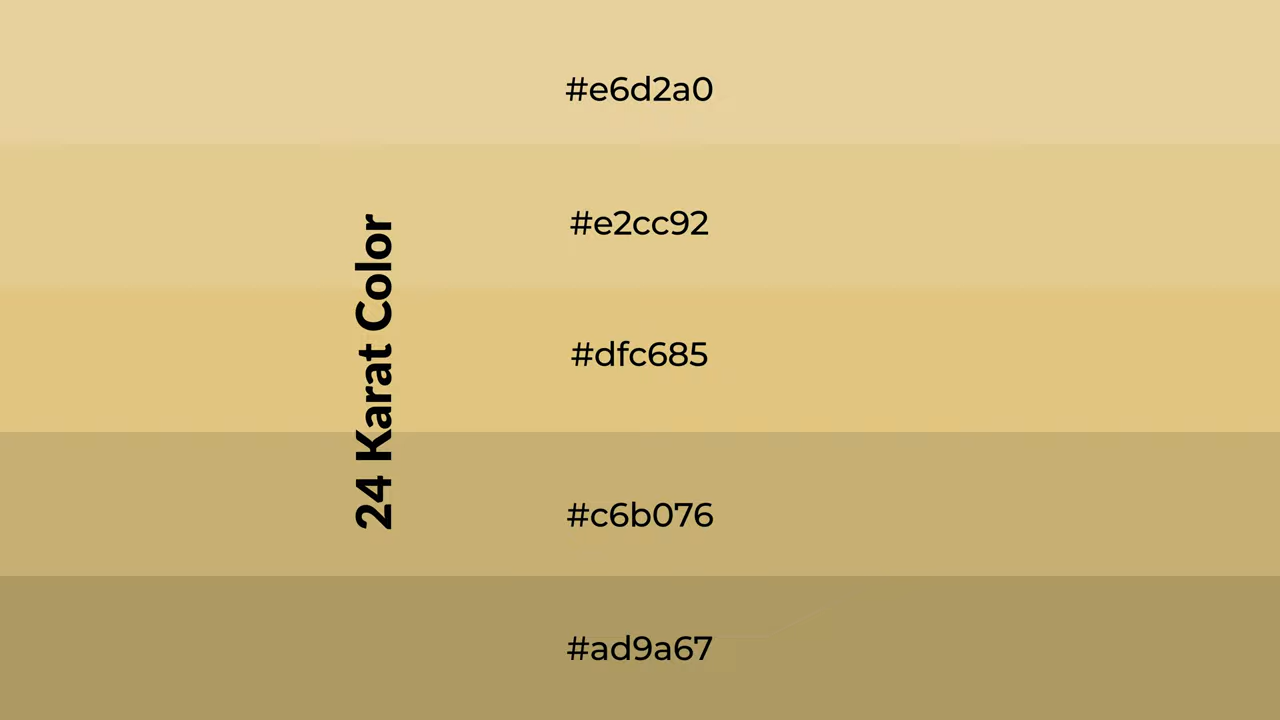 #e6d2a0
#e2cc92
24 Karat Color
#dfc685
#c6b076
#ad9a67